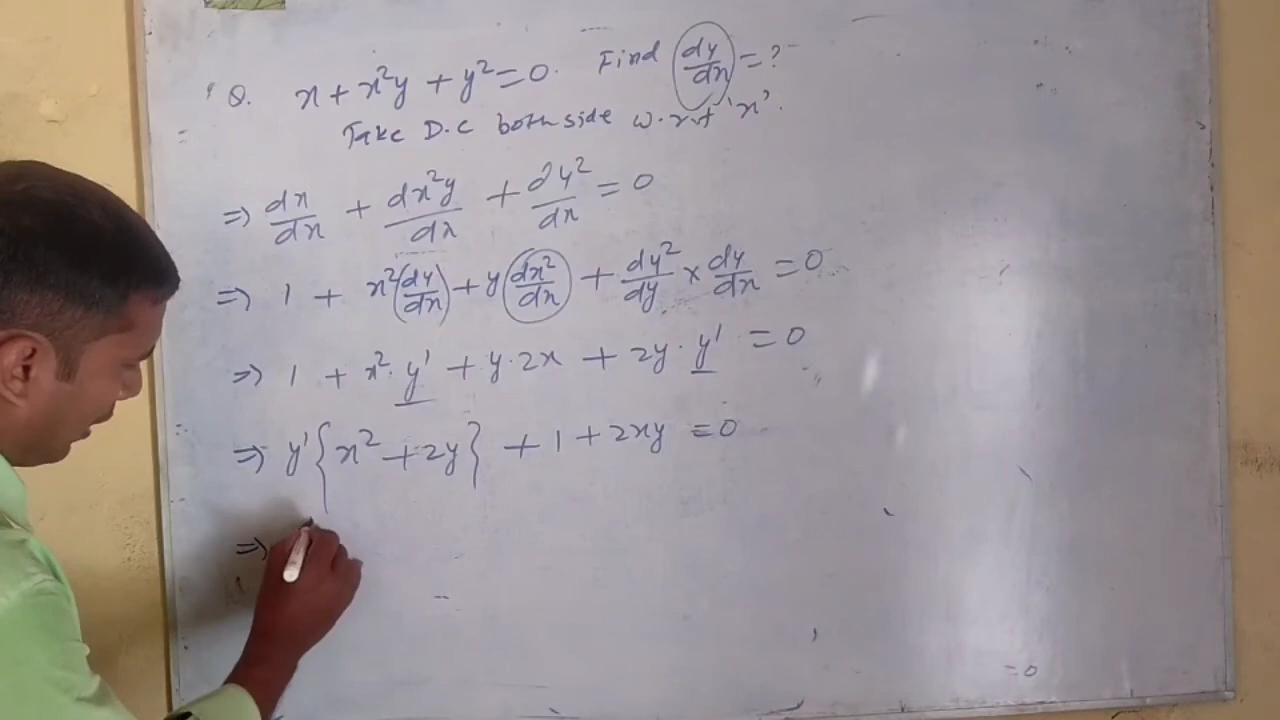 Q. x + x²y + y² = 0. Find dy/dx = ?
Take D.C both side w.r.t 'x'.
⇒ dx/dx + dx²y/dx + dy²/dx = 0
⇒ 1 + x²(dy/dx) + y dx²/dx + dy²/dy × dy/dx = 0
⇒ 1 + x². y' + y.2x + 2y. y' = 0
⇒ y'{x² + 2y} + 1 + 2xy = 0
⇒
= 0